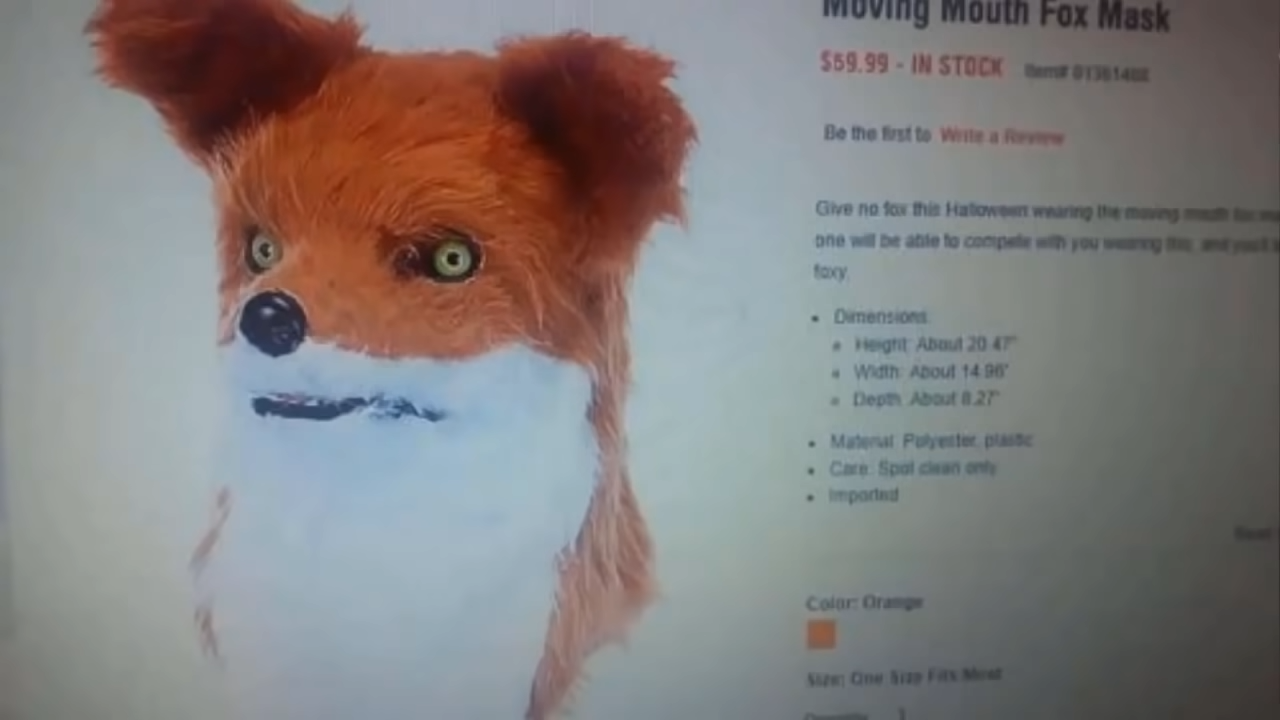 Moving Mouth Fox Mask
$59.99 - IN STOCK Item#
Be the first to Write a Review
Give no fox this Halloween wearing the moving mouth fox
one will be able to compete with you wearing this, and you'll
foxy.
Dimensions:
Height: About 20.47"
Width: About 14.96"
Depth: About 8.27"
Material: Polyester, plastic
Care: Spot clean only
Imported
Color: Orange
Size: One Size Fits Most
Quantity 1